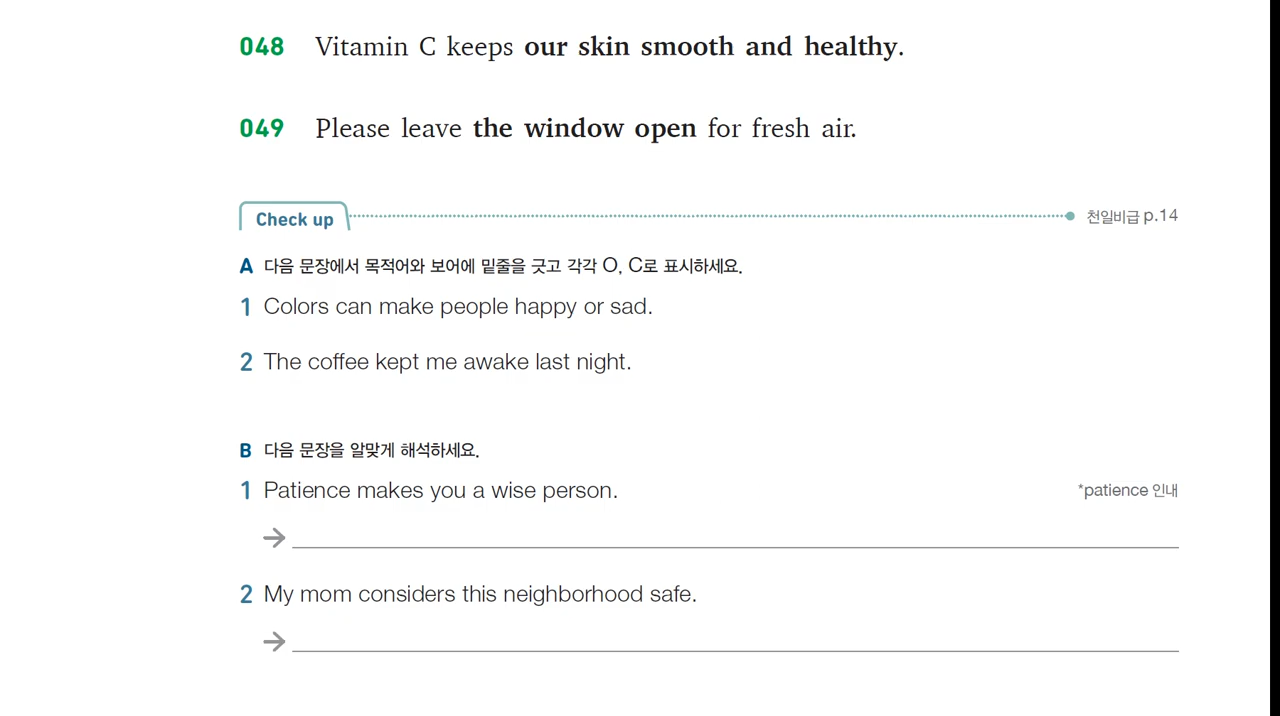 048 Vitamin C keeps our skin smooth and healthy.
049 Please leave the window open for fresh air.
Check up 천일비급 p.14
A 다음 문장에서 목적어와 보어에 밑줄을 긋고 각각 O, C로 표시하세요.
1 Colors can make people happy or sad.
2 The coffee kept me awake last night.
B 다음 문장을 알맞게 해석하세요.
1 Patience makes you a wise person. *patience 인내
→
2 My mom considers this neighborhood safe.
→